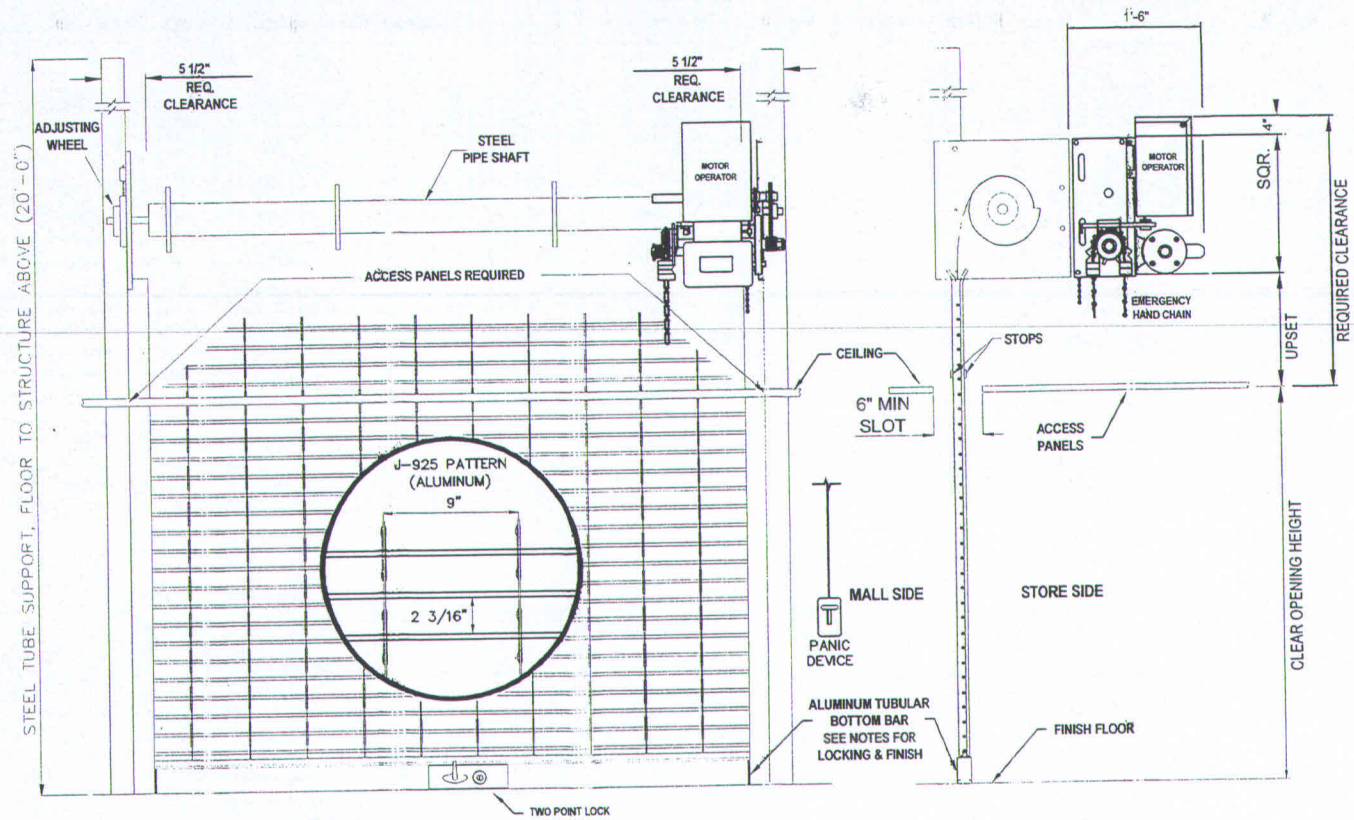 1'-6"
5 1/2"
REQ.
CLEARANCE
5 1/2"
REQ.
CLEARANCE
ADJUSTING
WHEEL
STEEL
PIPE SHAFT
MOTOR
OPERATOR
MOTOR
OPERATOR
4"
SQR.
REQUIRED CLEARANCE
UPSET
ACCESS PANELS REQUIRED
EMERGENCY
HAND CHAIN
STOPS
CEILING
6" MIN
SLOT
ACCESS
PANELS
STEEL TUBE SUPPORT, FLOOR TO STRUCTURE ABOVE (20'-0")
J-925 PATTERN
(ALUMINUM)
9"
2 3/16"
MALL SIDE
STORE SIDE
PANIC
DEVICE
CLEAR OPENING HEIGHT
ALUMINUM TUBULAR
BOTTOM BAR
SEE NOTES FOR
LOCKING & FINISH
FINISH FLOOR
TWO POINT LOCK